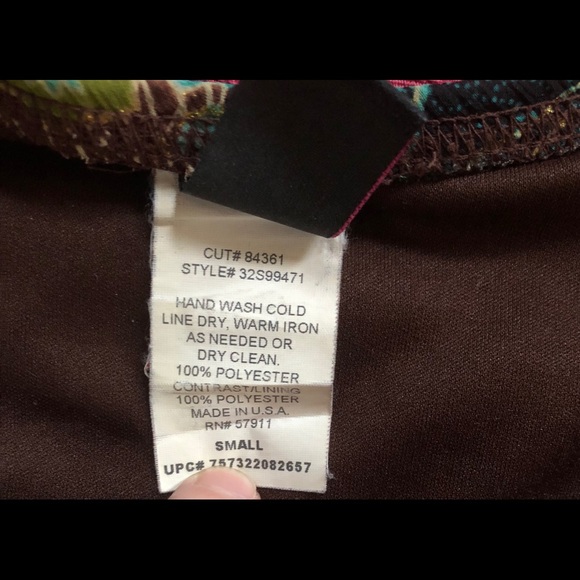 CUT# 84361
STYLE# 32S99471
HAND WASH COLD
LINE DRY, WARM IRON
AS NEEDED OR
DRY CLEAN.
100% POLYESTER
CONTRAST/LINING
100% POLYESTER
MADE IN U.S.A.
RN# 57911
SMALL
UPC# 757322082657